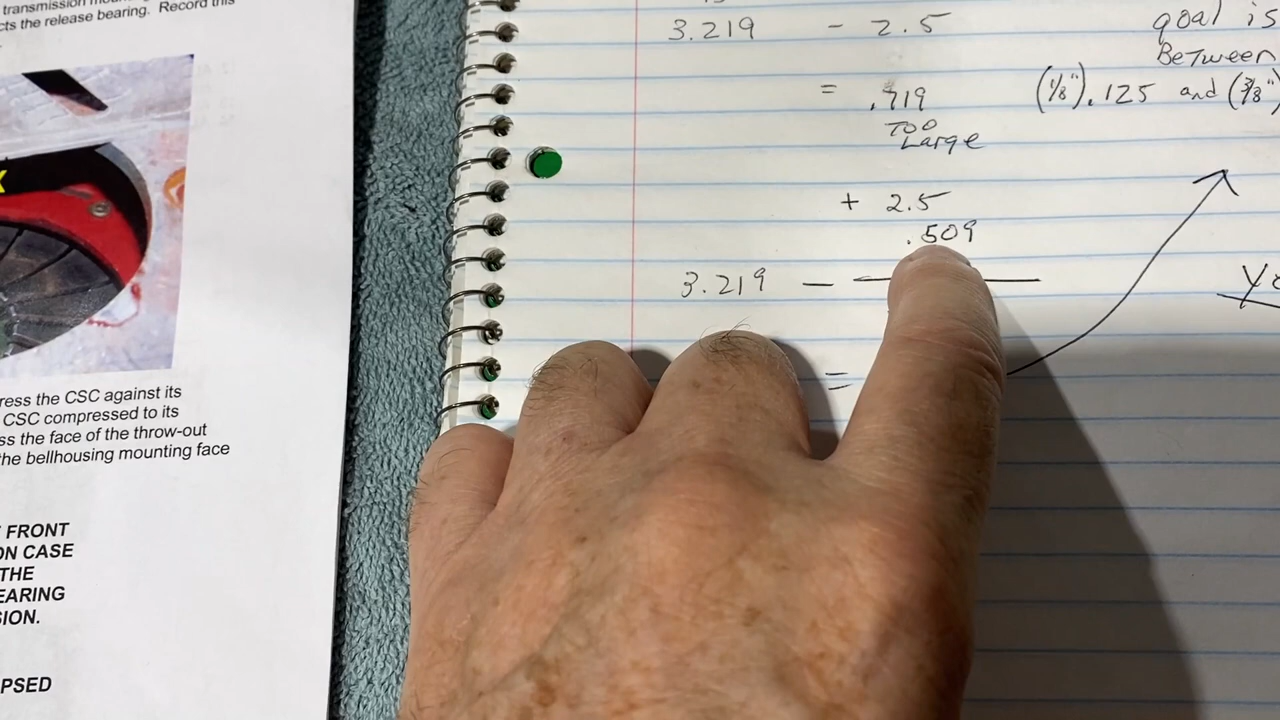 transmission
cts the release bearing. Record this
ress the CSC against its
CSC compressed to its
ss the face of the throw-out
the bellhousing mounting face
FRONT
ON CASE
THE
EARING
SION.
PSED
3.219 - 2.5
= .719
TOO
Large
+ 2.5
.509
3.219 -
=
goal is
Between
(1/8") .125 and (3/8")